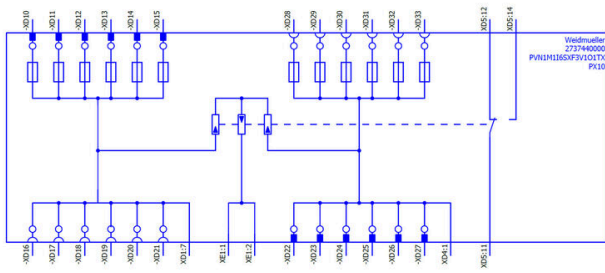 -XD10
-XD11
-XD12
-XD13
-XD14
-XD15
-XD28
-XD29
-XD30
-XD31
-XD32
-XD33
XD5:12
XD5:14
Weidmueller
2737440000
PVN1M1I6SXF3V1O1TX
PX10
-XD16
-XD17
-XD18
-XD19
-XD20
-XD21
XD1:7
XE1:1
XE1:2
-XD22
-XD23
-XD24
-XD25
-XD26
-XD27
XD4:1
XD5:11